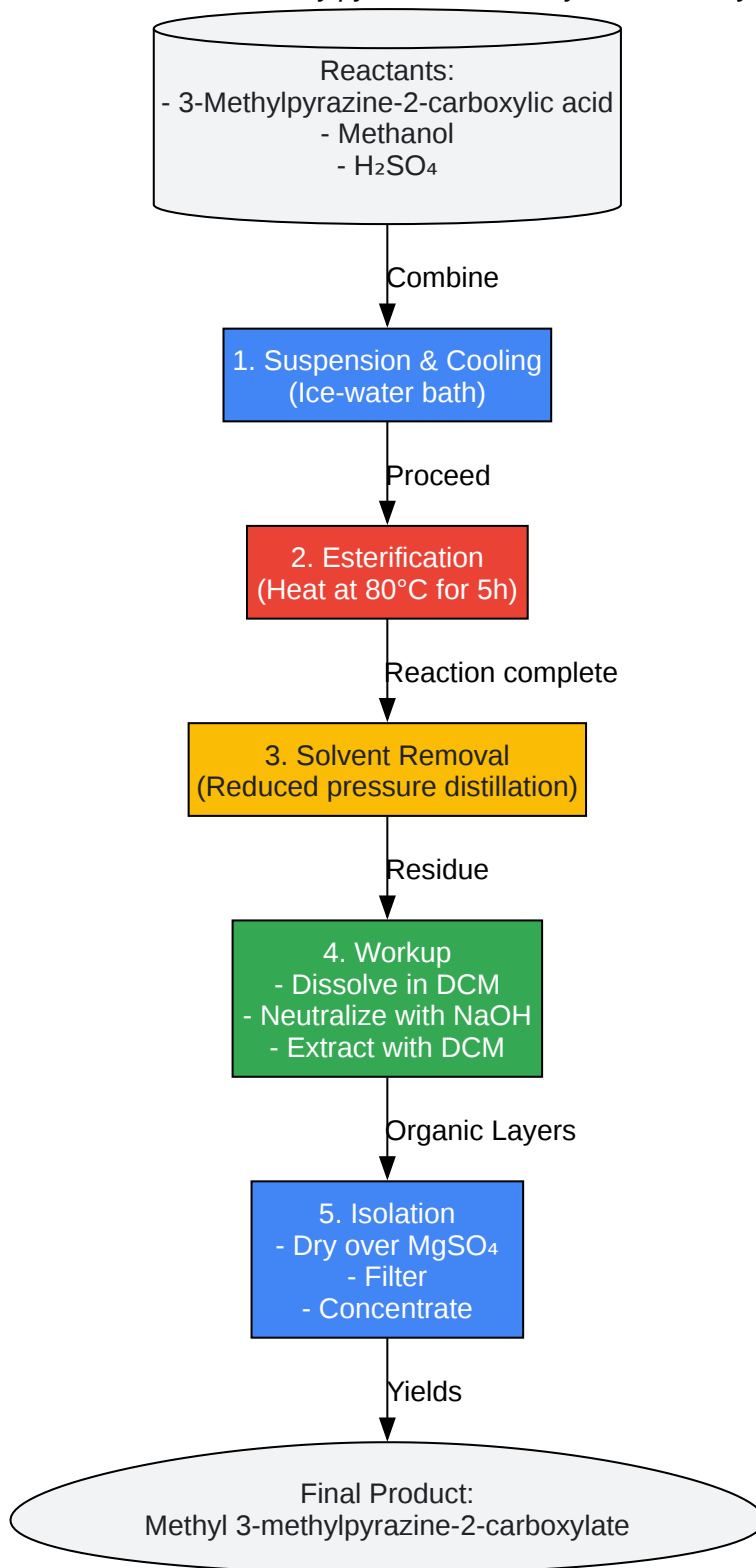 Reactants:
- 3-Methylpyrazine-2-carboxylic acid
- Methanol
- H₂SO₄
Combine
1. Suspension & Cooling
(Ice-water bath)
Proceed
2. Esterification
(Heat at 80°C for 5h)
Reaction complete
3. Solvent Removal
(Reduced pressure distillation)
Residue
4. Workup
- Dissolve in DCM
- Neutralize with NaOH
- Extract with DCM
Organic Layers
5. Isolation
- Dry over MgSO₄
- Filter
- Concentrate
Yields
Final Product:
Methyl 3-methylpyrazine-2-carboxylate